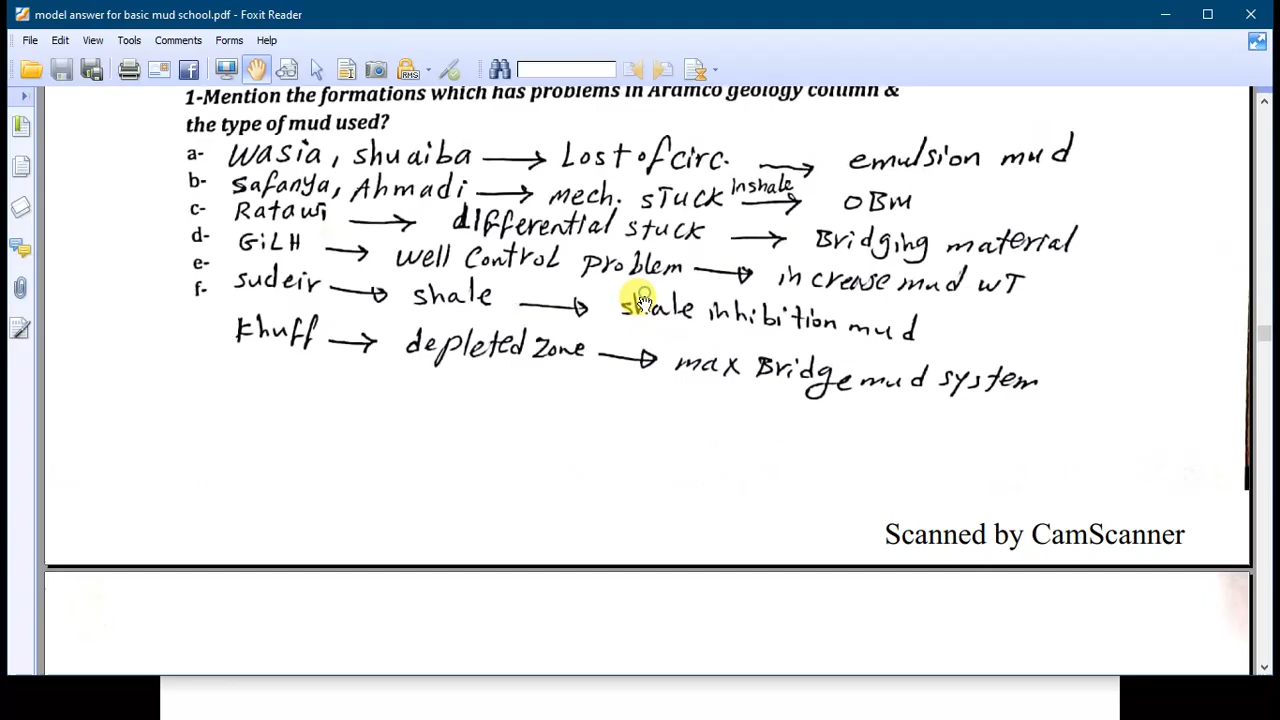 model answer for basic mud school.pdf - Foxit Reader
File Edit View Tools Comments Forms Help
1-Mention the formations which has problems in Aramco geology column &
the type of mud used?
a- Wasia, shuaiba → Lost of circ. → emulsion mud
b- Safanya, Ahmadi → mech. sTuck In shale → OBM
c- Ratawi → differential stuck → Bridging material
d- GiLH → well Control problem → increase mud wT
e- sudeir → shale → shale inhibition mud
f-
Khuff → depleted zone → max Bridge mud system
Scanned by CamScanner